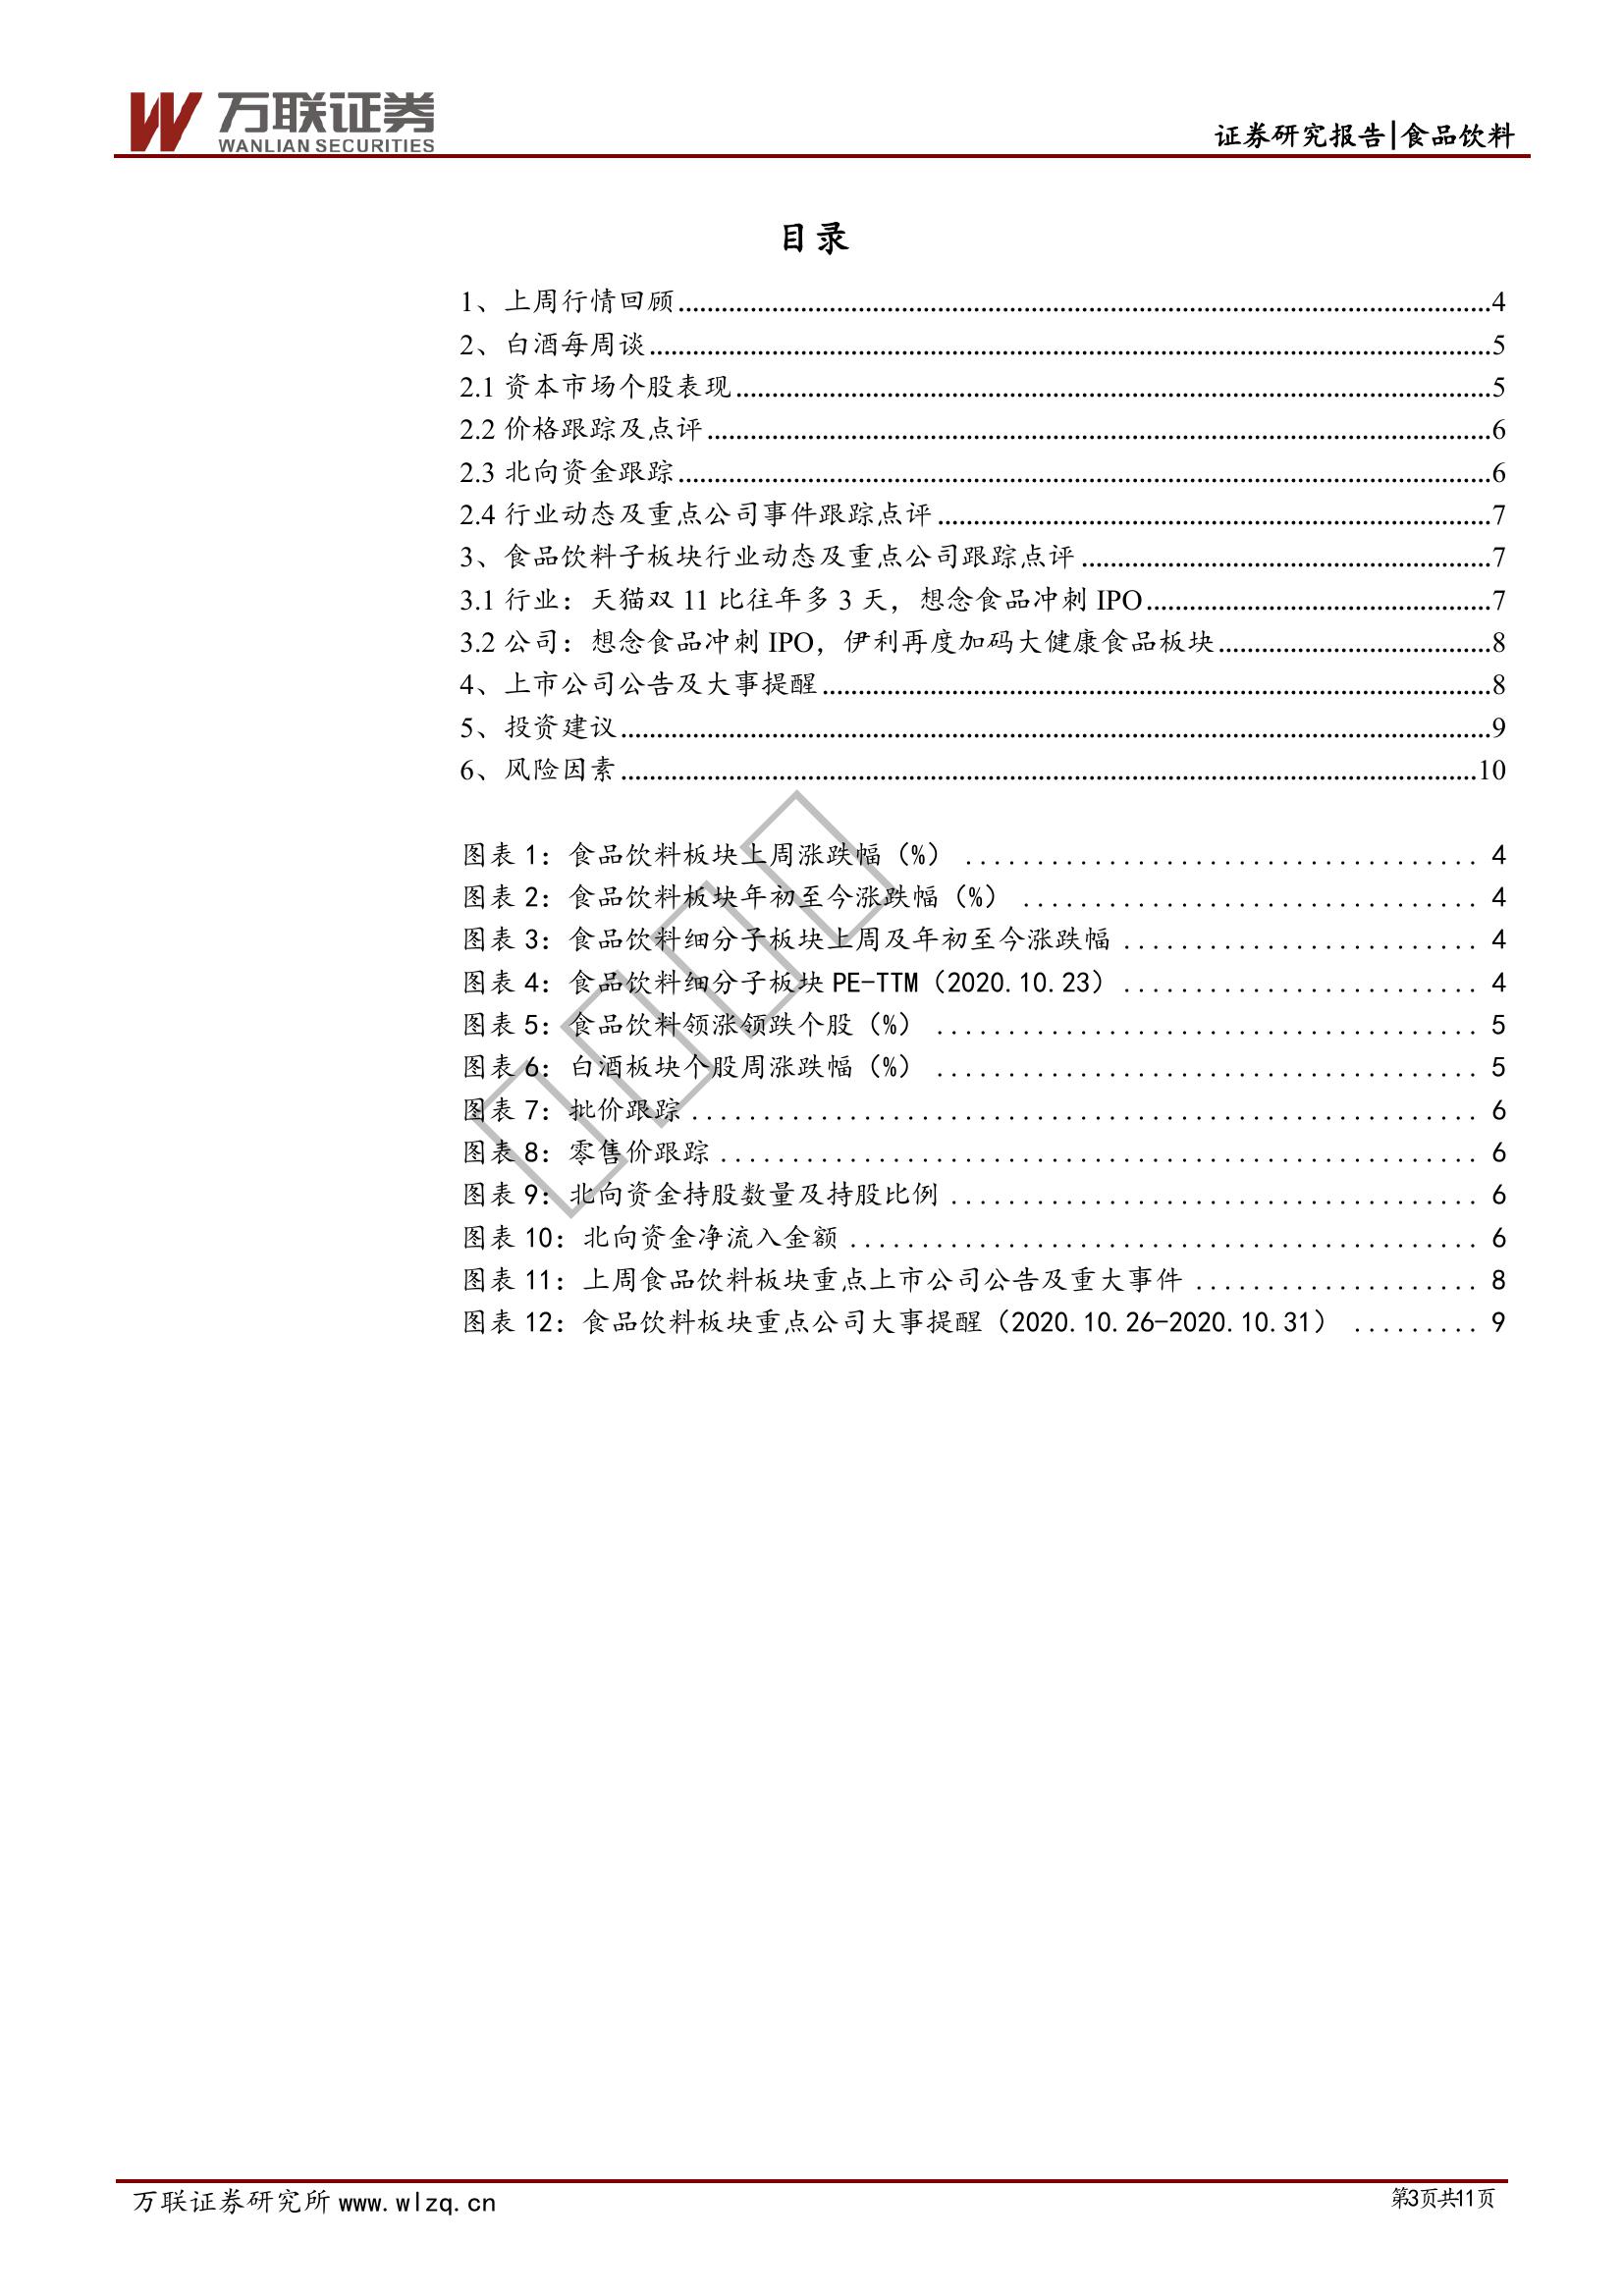 万联证券
WANLIAN SECURITIES
证券研究报告|食品饮料
目录
1、上周行情回顾..........4
2、白酒每周谈..........5
2.1 资本市场个股表现..........5
2.2 价格跟踪及点评..........6
2.3 北向资金跟踪..........6
2.4 行业动态及重点公司事件跟踪点评..........7
3、食品饮料子板块行业动态及重点公司跟踪点评..........7
3.1 行业：天猫双 11 比往年多 3 天，想念食品冲刺 IPO..........7
3.2 公司：想念食品冲刺 IPO，伊利再度加码大健康食品板块..........8
4、上市公司公告及大事提醒..........8
5、投资建议..........9
6、风险因素..........10
图表 1：食品饮料板块上周涨跌幅（%） .......... 4
图表 2：食品饮料板块年初至今涨跌幅（%） .......... 4
图表 3：食品饮料细分子板块上周及年初至今涨跌幅 .......... 4
图表 4：食品饮料细分子板块 PE-TTM（2020.10.23） .......... 4
图表 5：食品饮料领涨领跌个股（%） .......... 5
图表 6：白酒板块个股周涨跌幅（%） .......... 5
图表 7：批价跟踪 .......... 6
图表 8：零售价跟踪 .......... 6
图表 9：北向资金持股数量及持股比例 .......... 6
图表 10：北向资金净流入金额 .......... 6
图表 11：上周食品饮料板块重点上市公司公告及重大事件 .......... 8
图表 12：食品饮料板块重点公司大事提醒（2020.10.26-2020.10.31） .......... 9
万联证券研究所 www.wlzq.cn
第3页共11页